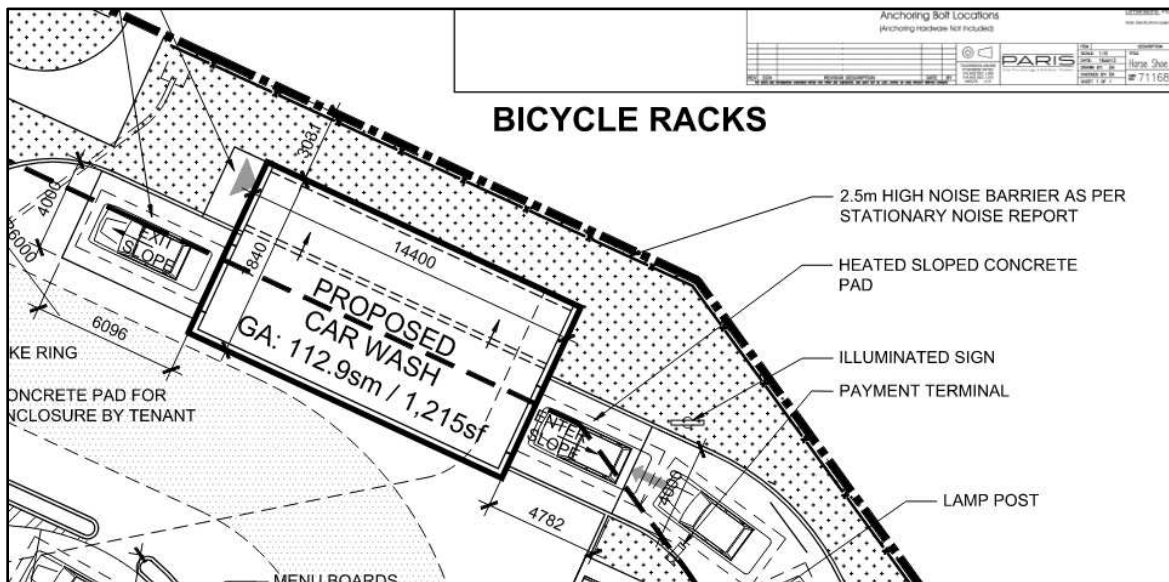 Anchoring Bolt Locations
(Anchoring Hardware Not Included)
PARIS
Horse Shoe
71168
BICYCLE RACKS
2.5m HIGH NOISE BARRIER AS PER
STATIONARY NOISE REPORT
HEATED SLOPED CONCRETE
PAD
ILLUMINATED SIGN
PAYMENT TERMINAL
LAMP POST
3081
4000
6000
EXIT
SLOPE
7840
14400
PROPOSED
CAR WASH
GA: 112.9sm / 1,215sf
6096
KE RING
ONCRETE PAD FOR
NCLOSURE BY TENANT
ENTER
SLOPE
4000
4782
MENU BOARDS